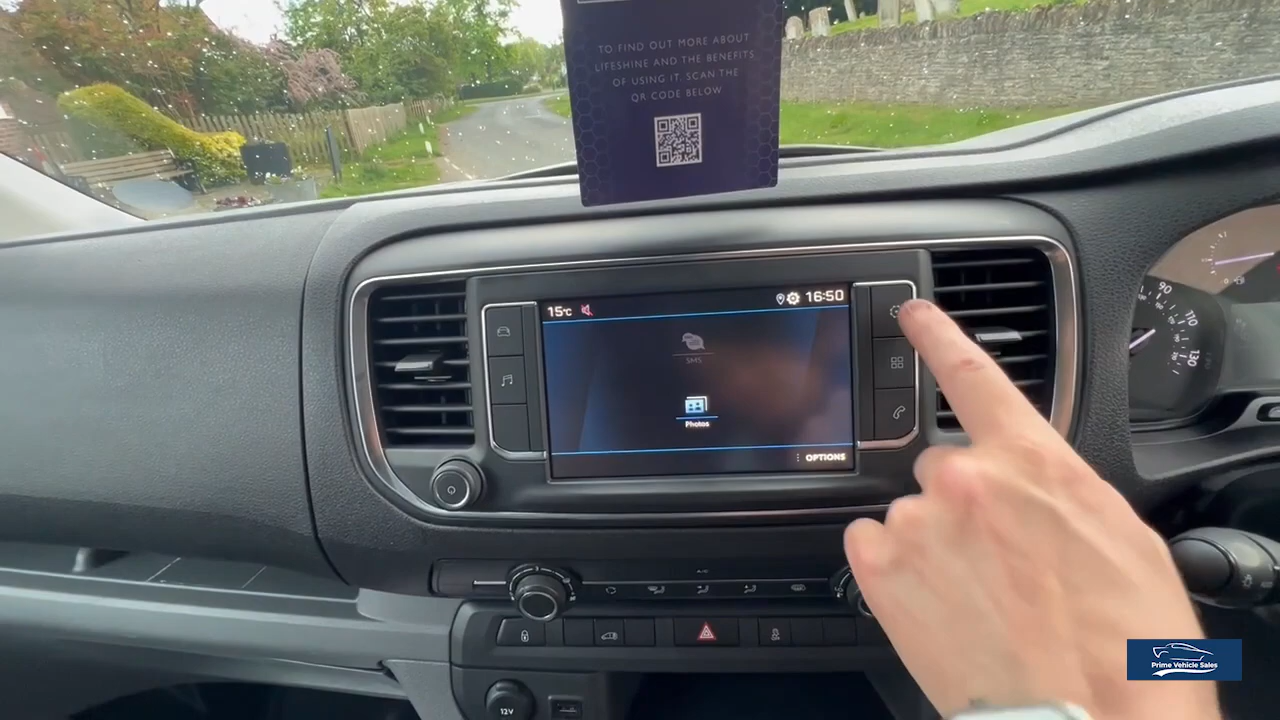 TO FIND OUT MORE ABOUT
LIFESHINE AND THE BENEFITS
OF USING IT, SCAN THE
QR CODE BELOW
15°C
16:50
SMS
Photos
OPTIONS
90
110
130
AUTO
12V
Prime Vehicle Sales